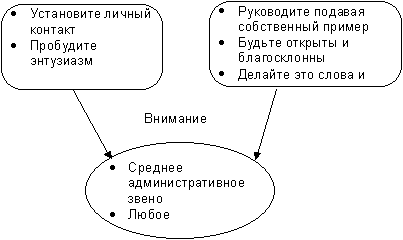 • Установите личный
контакт
• Пробудите
энтузиазм
• Руководите подавая
собственный пример
• Будьте открыты и
благосклонны
• Делайте это слова и
Внимание
• Среднее
административное
звено
• Любое